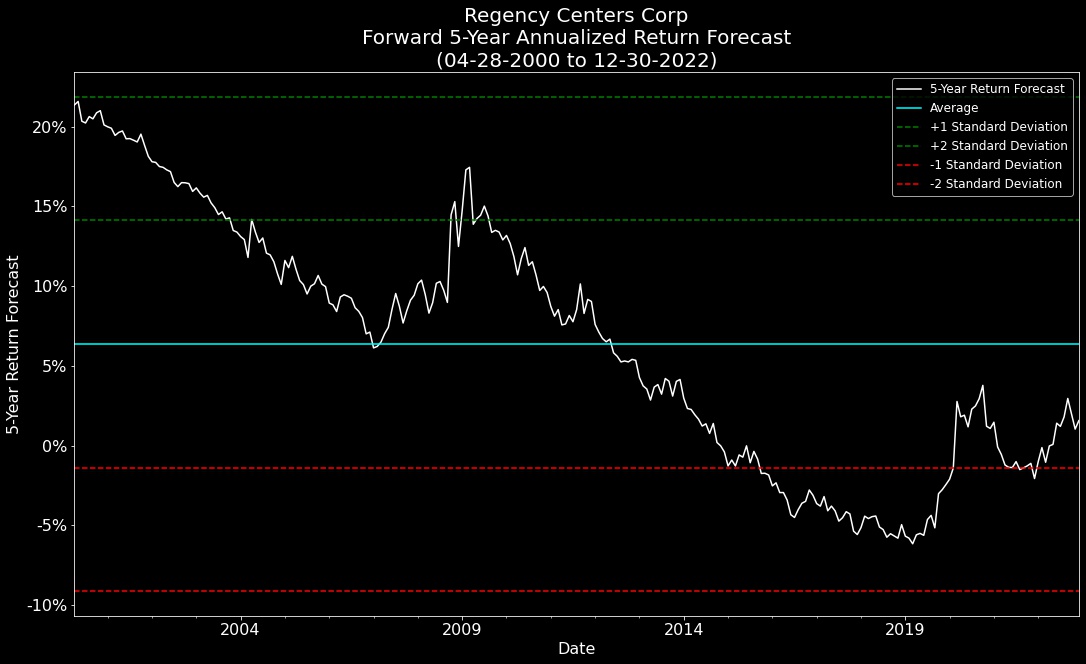 Regency Centers Corp
Forward 5-Year Annualized Return Forecast
(04-28-2000 to 12-30-2022)
5-Year Return Forecast
Average
+1 Standard Deviation
+2 Standard Deviation
-1 Standard Deviation
-2 Standard Deviation
20%
15%
10%
5%
0%
-5%
-10%
5-Year Return Forecast
2004
2009
2014
2019
Date